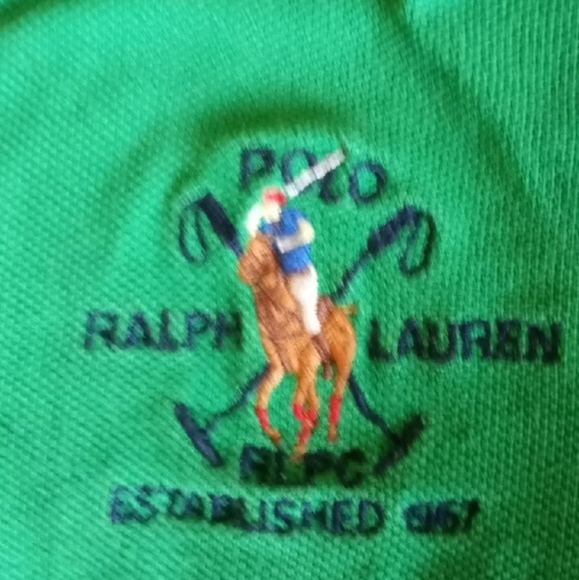 POLO
RALPH LAUREN
RLPC
ESTABLISHED 1967